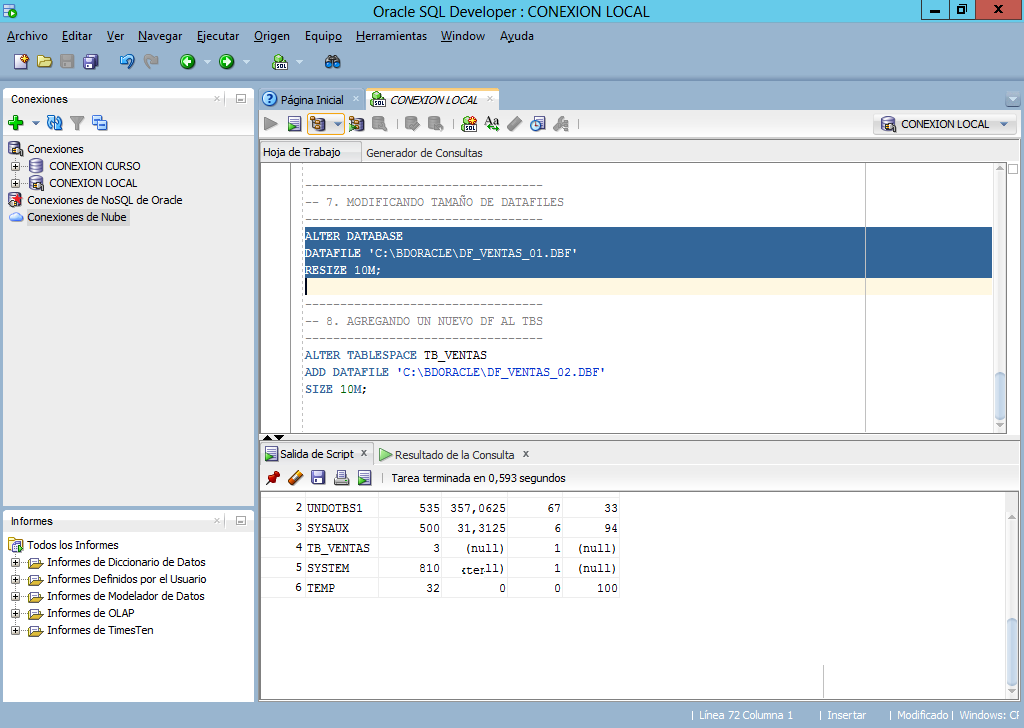 Oracle SQL Developer : CONEXION LOCAL
Archivo Editar Ver Navegar Ejecutar Origen Equipo Herramientas Window Ayuda
Conexiones
Conexiones
CONEXION CURSO
CONEXION LOCAL
Conexiones de NoSQL de Oracle
Conexiones de Nube
Informes
Todos los Informes
Informes de Diccionario de Datos
Informes Definidos por el Usuario
Informes de Modelador de Datos
Informes de OLAP
Informes de TimesTen
Página Inicial CONEXION LOCAL
CONEXION LOCAL
Hoja de Trabajo Generador de Consultas
----------------------------------
-- 7. MODIFICANDO TAMAÑO DE DATAFILES
----------------------------------
ALTER DATABASE
DATAFILE 'C:\BDORACLE\DF_VENTAS_01.DBF'
RESIZE 10M;
----------------------------------
-- 8. AGREGANDO UN NUEVO DF AL TBS
----------------------------------
ALTER TABLESPACE TB_VENTAS
ADD DATAFILE 'C:\BDORACLE\DF_VENTAS_02.DBF'
SIZE 10M;
Salida de Script x Resultado de la Consulta x
Tarea terminada en 0,593 segundos
2 UNDOTBS1 535 357,0625 67 33
3 SYSAUX 500 31,3125 6 94
4 TB_VENTAS 3 (null) 1 (null)
5 SYSTEM 810 1 (null)
6 TEMP 32 0 0 100
Línea 72 Columna 1 | Insertar | Modificado | Windows: